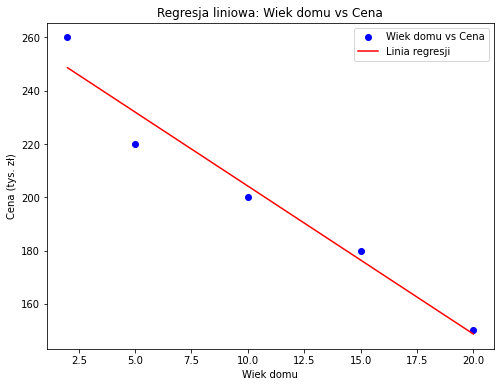 Regresja liniowa: Wiek domu vs Cena
Wiek domu vs Cena
Linia regresji
Cena (tys. zł)
260
240
220
200
180
160
2.5
5.0
7.5
10.0
12.5
15.0
17.5
20.0
Wiek domu